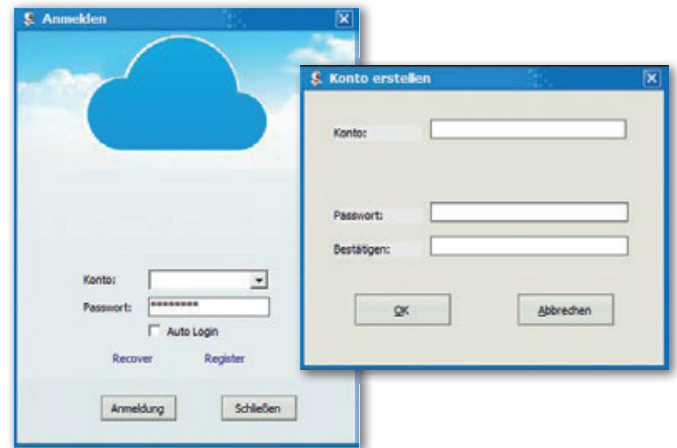 Anmelden
Konto:
Passwort: ********
Auto Login
Recover Register
Anmeldung Schließen
Konto erstellen
Konto:
Passwort:
Bestätigen:
OK Abbrechen